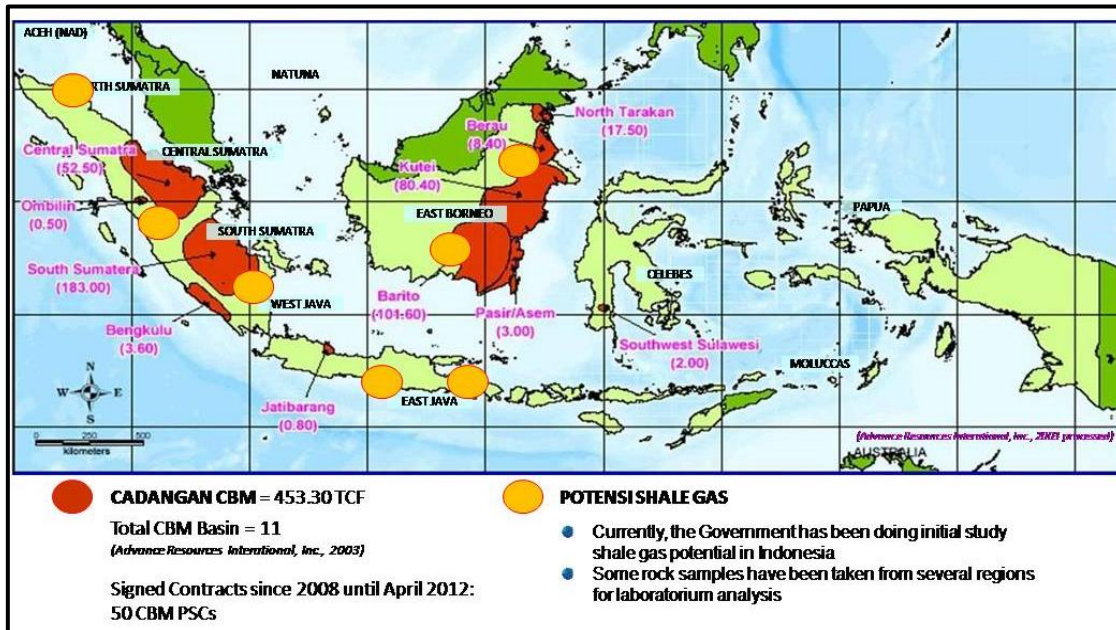 ACEH (NAD)
NATUNA
RTH SUMATRA
North Tarakan
(17.50)
Berau
(8.40)
Central Sumatra
(52.50)
CENTRAL SUMATRA
Kutei
(80.40)
Ombilin
(0.50)
EAST BORNEO
PAPUA
SOUTH SUMATRA
South Sumatera
(183.00)
CELEBES
WEST JAVA
Barito
(101.60)
Pasir/Asem
(3.00)
Bengkulu
(3.60)
Southwest Sulawesi
(2.00)
MOLUCCAS
N
W E
S
Jatibarang
(0.80)
EAST JAVA
0 250 500
kilometers
(Advance Resources International, Inc., 2003 processed)
AUSTRALIA
CADANGAN CBM = 453.30 TCF
Total CBM Basin = 11
(Advance Resources Interational, Inc., 2003)
Signed Contracts since 2008 until April 2012:
50 CBM PSCs
POTENSI SHALE GAS
Currently, the Government has been doing initial study
shale gas potential in Indonesia
Some rock samples have been taken from several regions
for laboratorium analysis